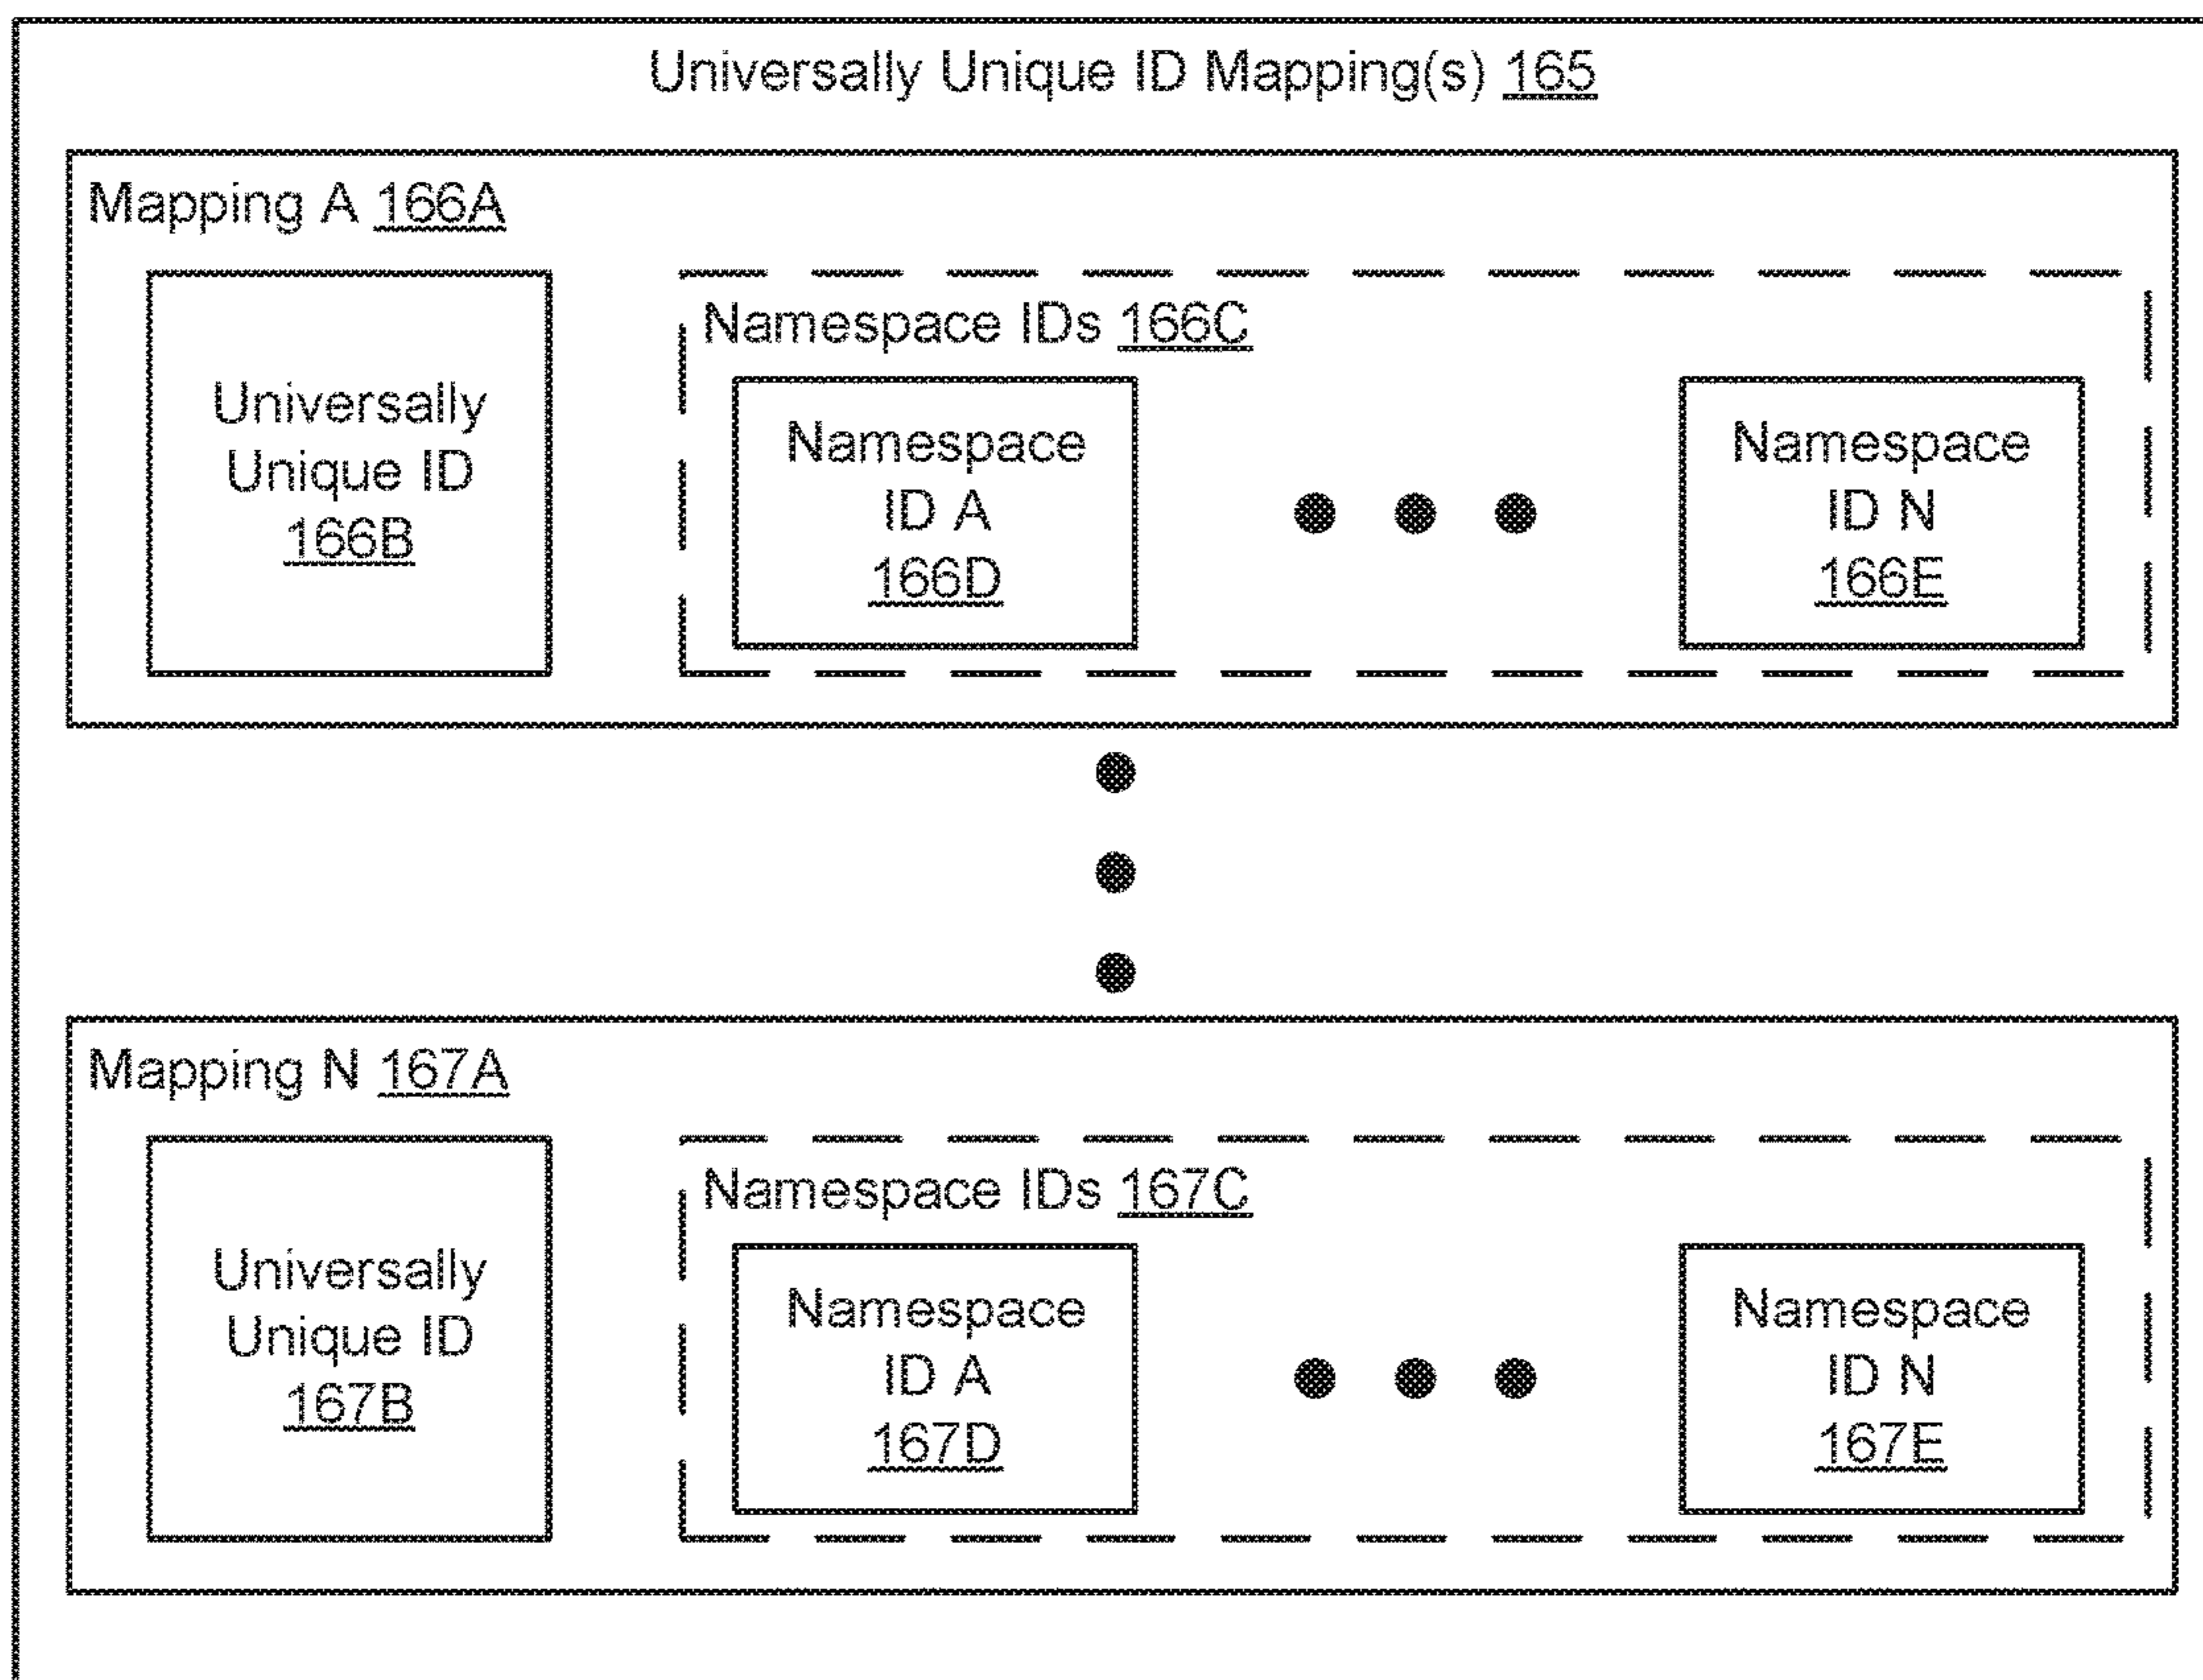 Universally Unique ID Mapping(s) 165
Mapping A 166A
Universally
Unique ID
166B
Namespace IDs 166C
Namespace
ID A
166D
Namespace
ID N
166E
Mapping N 167A
Universally
Unique ID
167B
Namespace IDs 167C
Namespace
ID A
167D
Namespace
ID N
167E